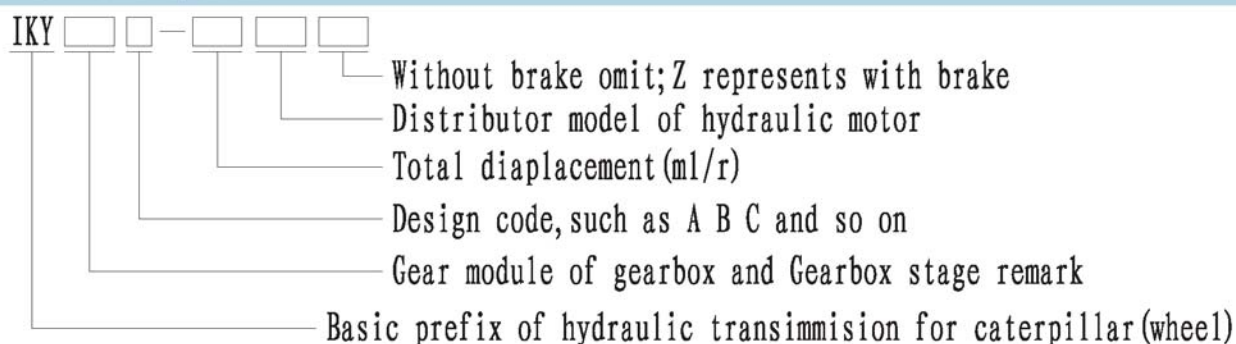 IKY -
Without brake omit;Z represents with brake
Distributor model of hydraulic motor
Total diaplacement(ml/r)
Design code,such as A B C and so on
Gear module of gearbox and Gearbox stage remark
Basic prefix of hydraulic transimmision for caterpillar(wheel)